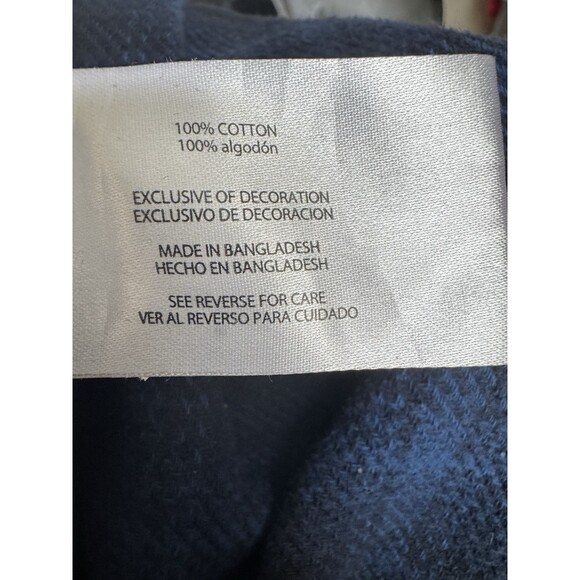 100% COTTON
100% algodón
EXCLUSIVE OF DECORATION
EXCLUSIVO DE DECORACION
MADE IN BANGLADESH
HECHO EN BANGLADESH
SEE REVERSE FOR CARE
VER AL REVERSO PARA CUIDADO